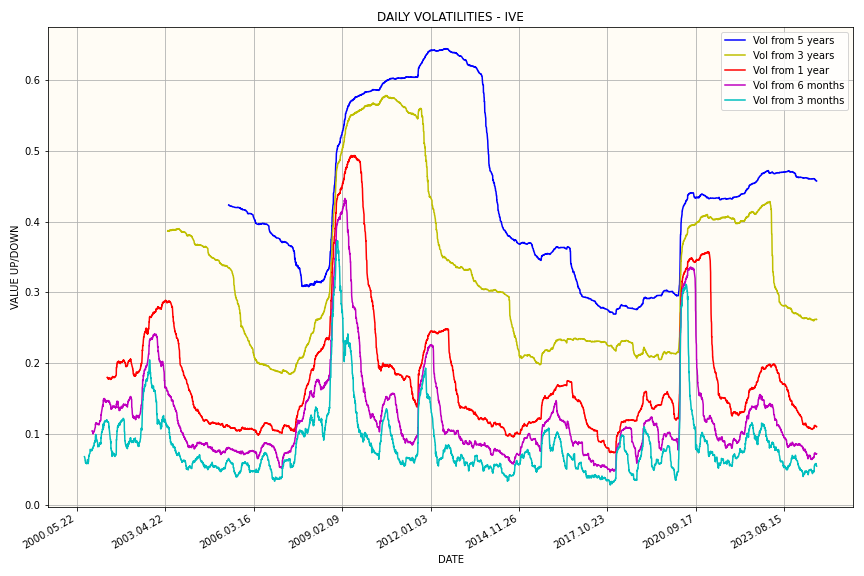 DAILY VOLATILITIES - IVE
Vol from 5 years
Vol from 3 years
Vol from 1 year
Vol from 6 months
Vol from 3 months
VALUE UP/DOWN
0.6
0.5
0.4
0.3
0.2
0.1
0.0
2000.05.22
2003.04.22
2006.03.16
2009.02.09
2012.01.03
2014.11.26
2017.10.23
2020.09.17
2023.08.15
DATE